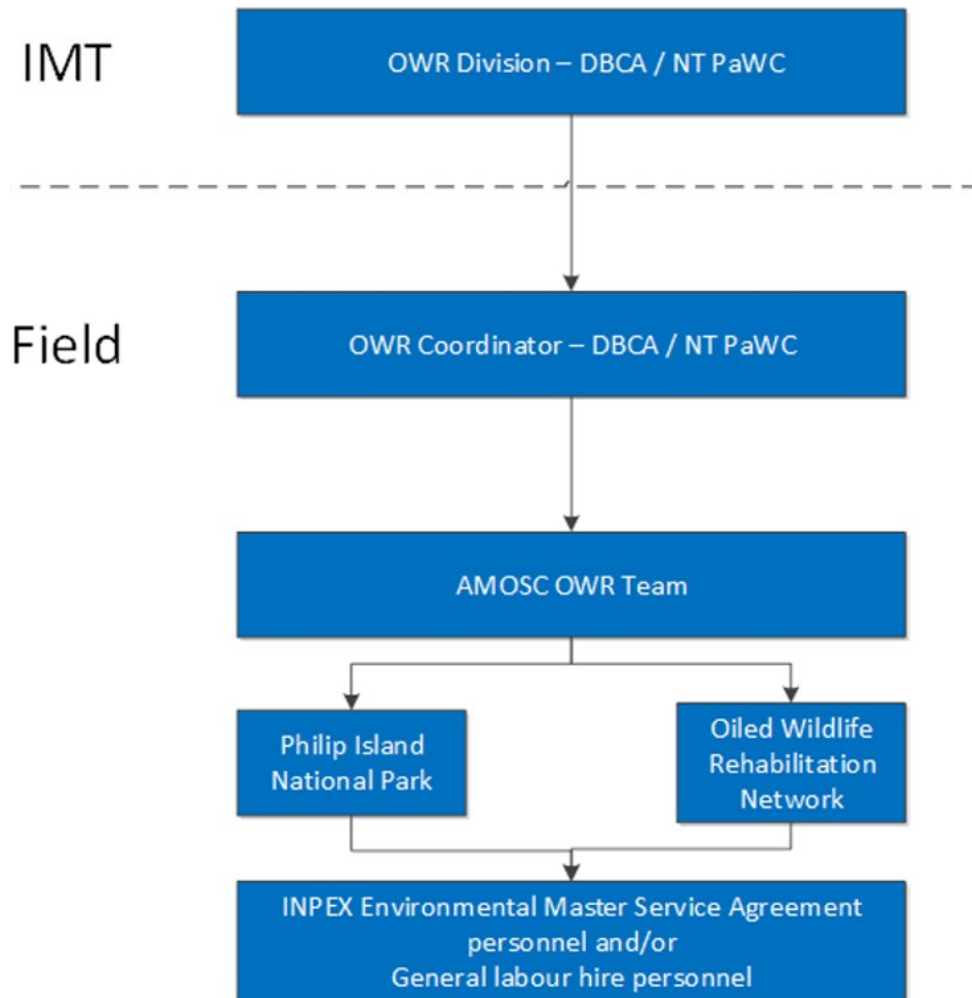 IMT
OWR Division – DBCA / NT PaWC
Field
OWR Coordinator – DBCA / NT PaWC
AMOSC OWR Team
Philip Island
National Park
Oiled Wildlife
Rehabilitation
Network
INPEX Environmental Master Service Agreement
personnel and/or
General labour hire personnel